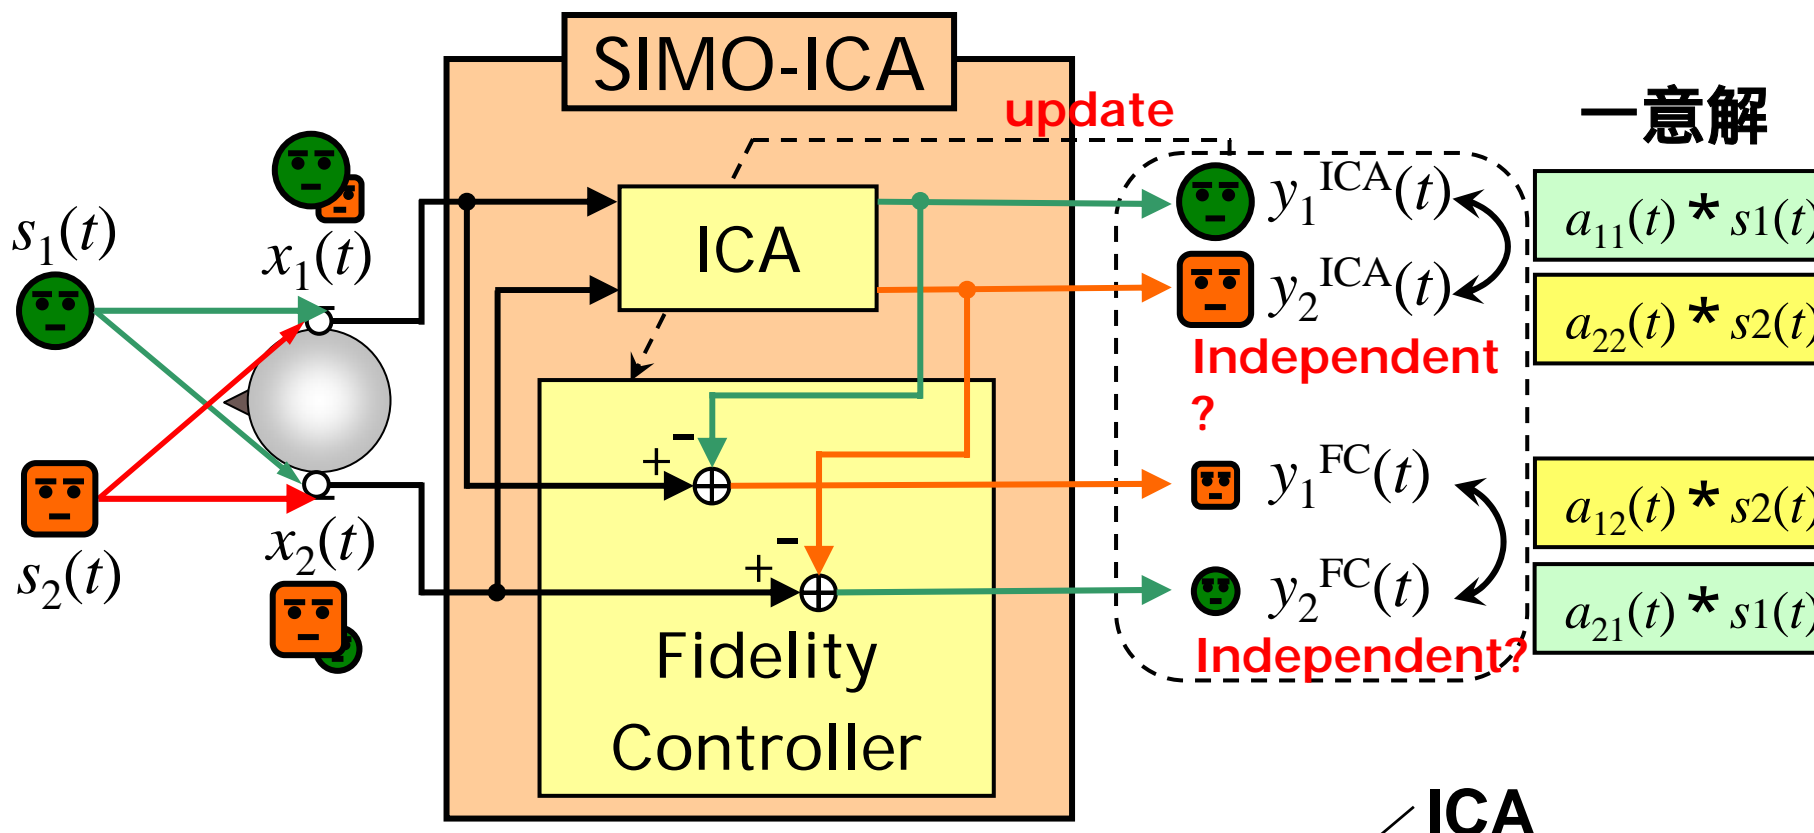 SIMO-ICA
update
一意解
s₁(t)
x₁(t)
ICA
y₁ᴵᶜᴬ(t)
a₁₁(t) * s1(t)
y₂ᴵᶜᴬ(t)
a₂₂(t) * s2(t)
Independent
?
+ −
y₁ᶠᶜ(t)
a₁₂(t) * s2(t)
s₂(t)
x₂(t)
+ −
y₂ᶠᶜ(t)
a₂₁(t) * s1(t)
Independent?
Fidelity
Controller
ICA